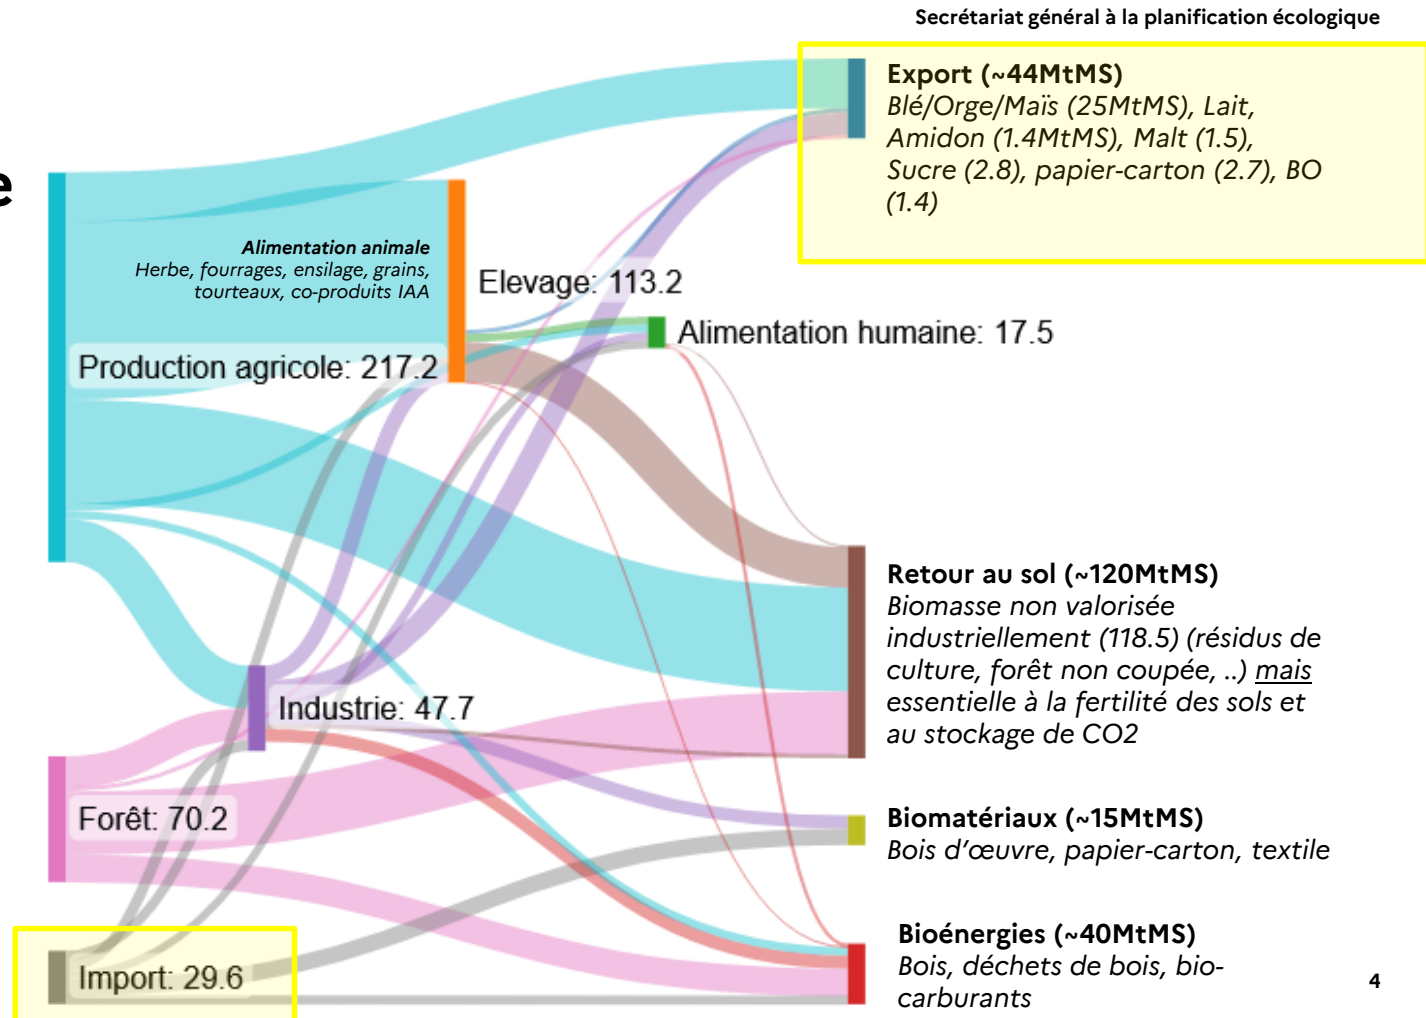 Secrétariat général à la planification écologique
e
Export (~44MtMS)
Blé/Orge/Maïs (25MtMS), Lait,
Amidon (1.4MtMS), Malt (1.5),
Sucre (2.8), papier-carton (2.7), BO
(1.4)
Alimentation animale
Herbe, fourrages, ensilage, grains,
tourteaux, co-produits IAA
Elevage: 113.2
Alimentation humaine: 17.5
Production agricole: 217.2
Retour au sol (~120MtMS)
Biomasse non valorisée
industriellement (118.5) (résidus de
culture, forêt non coupée, ..) mais
essentielle à la fertilité des sols et
au stockage de CO2
Industrie: 47.7
Forêt: 70.2
Biomatériaux (~15MtMS)
Bois d’œuvre, papier-carton, textile
Import: 29.6
Bioénergies (~40MtMS)
Bois, déchets de bois, bio-
carburants
4